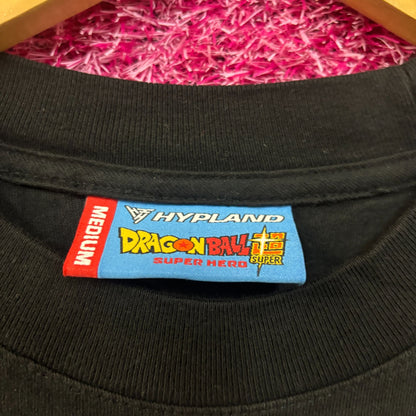 MEDIUM
HYPLAND
DRAGON BALL 超
SUPER
SUPER HERO